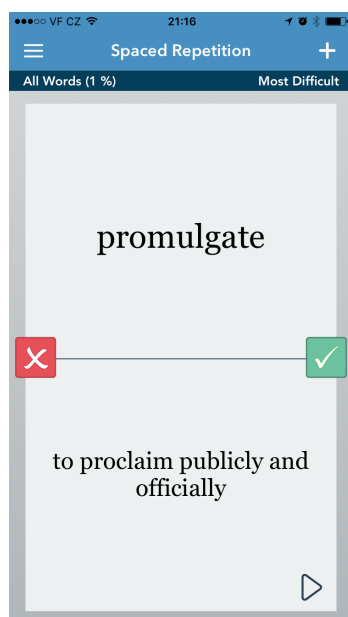 VF CZ 21:16
Spaced Repetition
All Words (1 %) Most Difficult
promulgate
to proclaim publicly and
officially